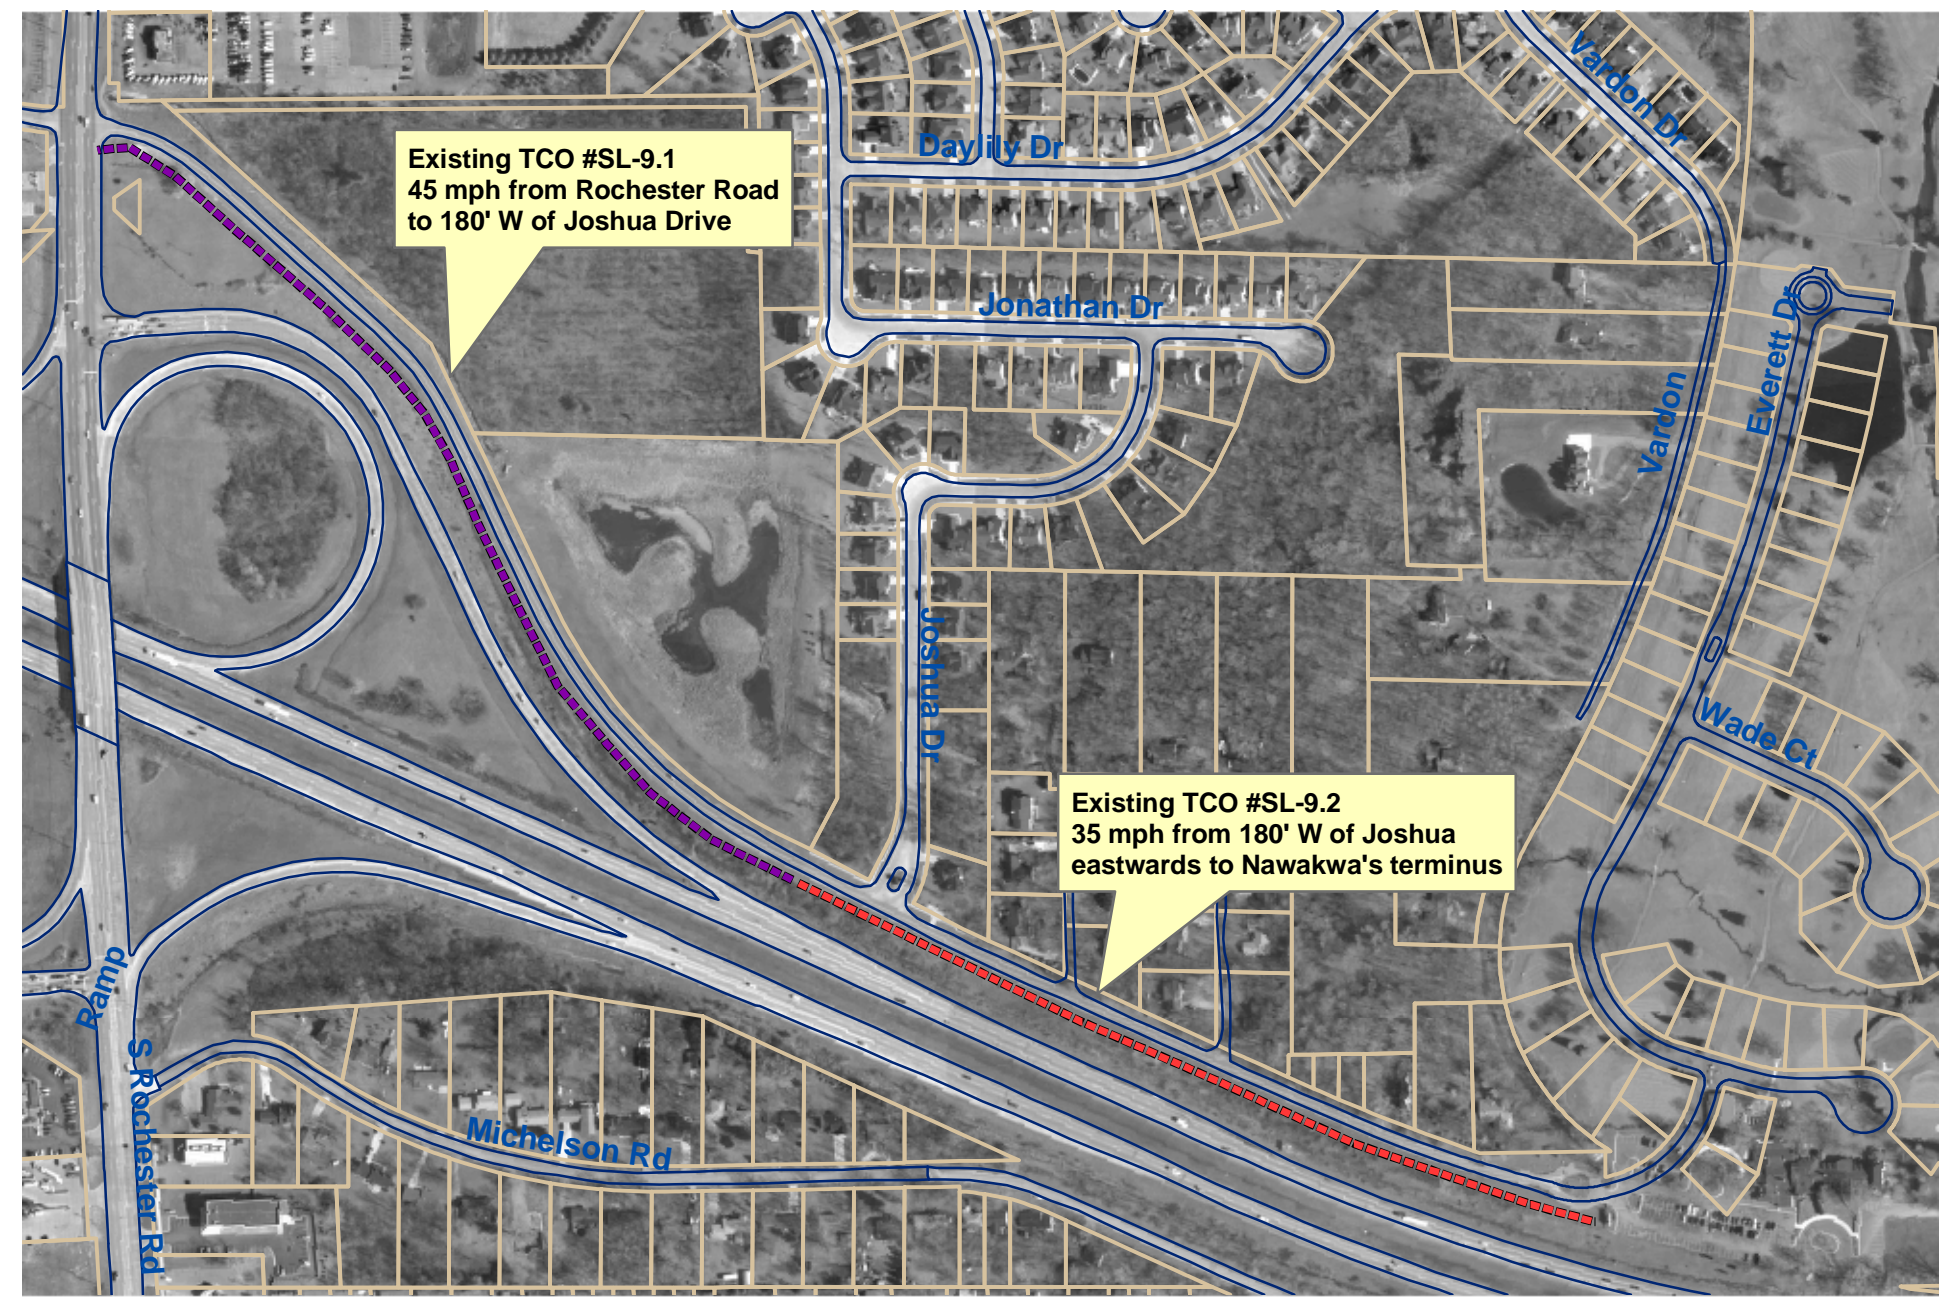 Vardon Dr
Daylily Dr
Existing TCO #SL-9.1
45 mph from Rochester Road
to 180' W of Joshua Drive
Jonathan Dr
Everett Dr
Vardon
Joshua Dr
Wade Ct
Existing TCO #SL-9.2
35 mph from 180' W of Joshua
eastwards to Nawakwa's terminus
Ramp
S Rochester Rd
Michelson Rd